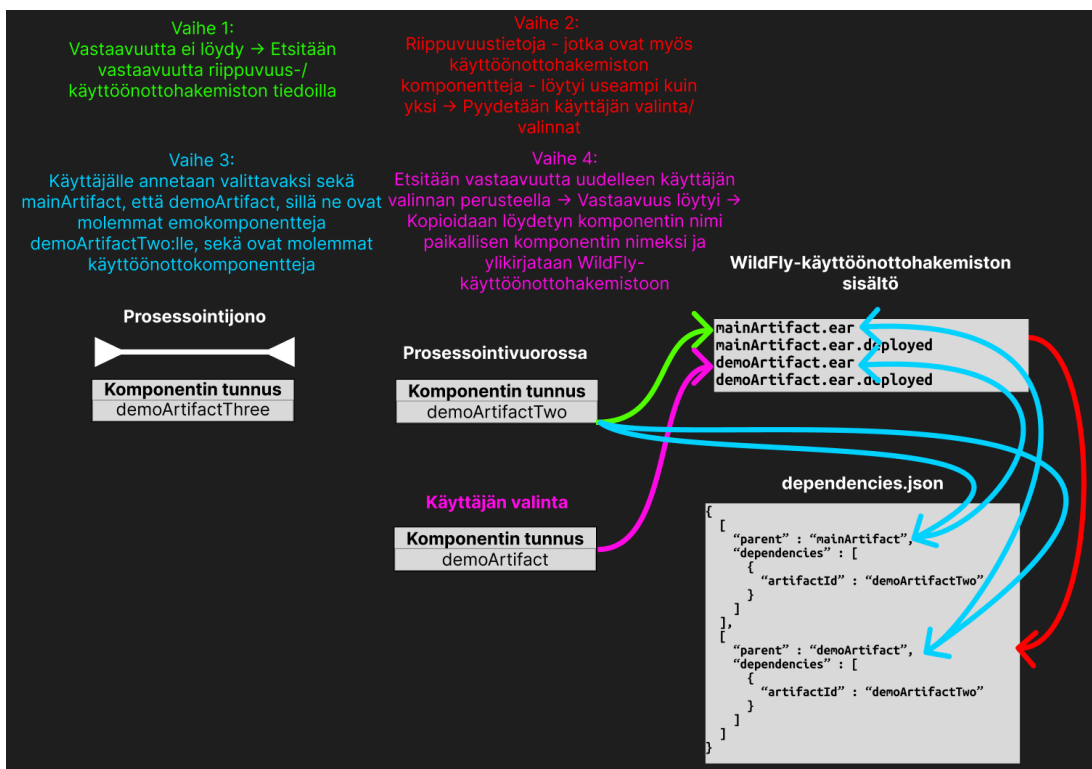 Vaihe 1:
Vastaavuutta ei löydy → Etsitään
vastaavuutta riippuvuus-/
käyttöönottohakemiston tiedoilla
Vaihe 2:
Riippuvuustietoja - jotka ovat myös
käyttöönottohakemiston
komponentteja - löytyi useampi kuin
yksi → Pyydetään käyttäjän valinta/
valinnat
Vaihe 3:
Käyttäjälle annetaan valittavaksi sekä
mainArtifact, että demoArtifact, sillä ne ovat
molemmat emokomponentteja
demoArtifactTwo:lle, sekä ovat molemmat
käyttöönottokomponentteja
Vaihe 4:
Etsitään vastaavuutta uudelleen käyttäjän
valinnan perusteella → Vastaavuus löytyi →
Kopioidaan löydetyn komponentin nimi
paikallisen komponentin nimeksi ja
ylikirjataan WildFly-
käyttöönottohakemistoon
Prosessointijono
Komponentin tunnus
demoArtifactThree
Prosessointivuorossa
Komponentin tunnus
demoArtifactTwo
Käyttäjän valinta
Komponentin tunnus
demoArtifact
WildFly-käyttöönottohakemiston
sisältö
mainArtifact.ear
mainArtifact.ear.deployed
demoArtifact.ear
demoArtifact.ear.deployed
dependencies.json
{
[
“parent” : “mainArtifact”,
“dependencies” : [
{
“artifactId” : “demoArtifactTwo”
}
]
],
[
“parent” : “demoArtifact”,
“dependencies” : [
{
“artifactId” : “demoArtifactTwo”
}
]
]
}